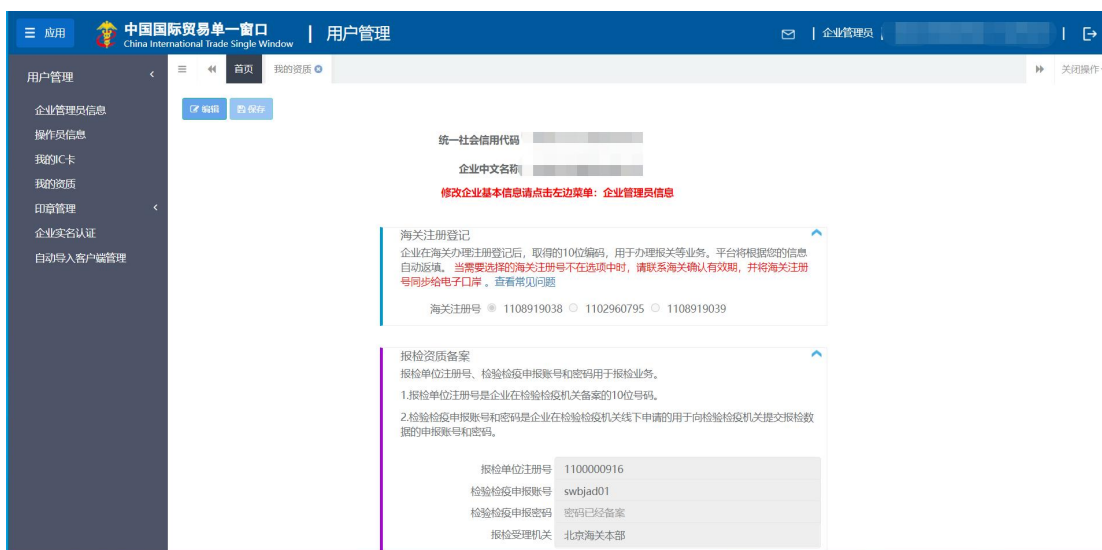 应用
中国国际贸易单一窗口
China International Trade Single Window
| 用户管理
| 企业管理员 |
用户管理
首页
我的资质
关闭操作
企业管理员信息
操作员信息
我的IC卡
我的资质
印章管理
企业实名认证
自动导入客户端管理
编辑
保存
统一社会信用代码
企业中文名称
修改企业基本信息请点击左边菜单：企业管理员信息
海关注册登记
企业在海关办理注册登记后，取得的10位编码，用于办理报关等业务。平台将根据您的信息
自动返填。当需要选择的海关注册号不在选项中时，请联系海关确认有效期，并将海关注册
号同步给电子口岸 。查看常见问题
海关注册号 1108919038 1102960795 1108919039
报检资质备案
报检单位注册号、检验检疫申报账号和密码用于报检业务。
1.报检单位注册号是企业在检验检疫机关备案的10位号码。
2.检验检疫申报账号和密码是企业在检验检疫机关线下申请的用于向检验检疫机关提交报检数
据的申报账号和密码。
报检单位注册号 1100000916
检验检疫申报账号 swbjad01
检验检疫申报密码 密码已经备案
报检受理机关 北京海关本部